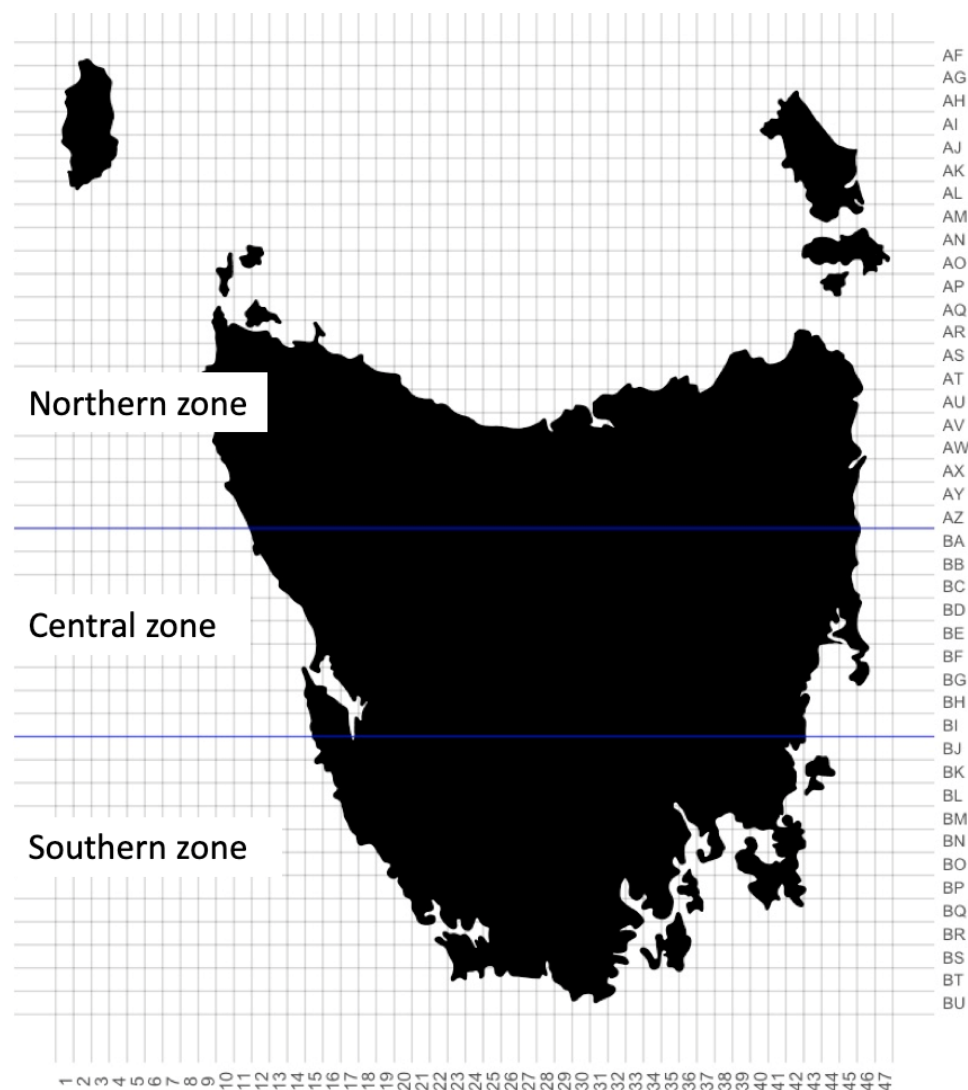 AF
AG
AH
AI
AJ
AK
AL
AM
AN
AO
AP
AQ
AR
AS
AT
Northern zone
AU
AV
AW
AX
AY
AZ
BA
BB
BC
BD
Central zone
BE
BF
BG
BH
BI
BJ
BK
BL
BM
BN
Southern zone
BO
BP
BQ
BR
BS
BT
BU
1 2 3 4 5 6 7 8 9 10 11 12 13 14 15 16 17 18 19 20 21 22 23 24 25 26 27 28 29 30 31 32 33 34 35 36 37 38 39 40 41 42 43 44 45 46 47